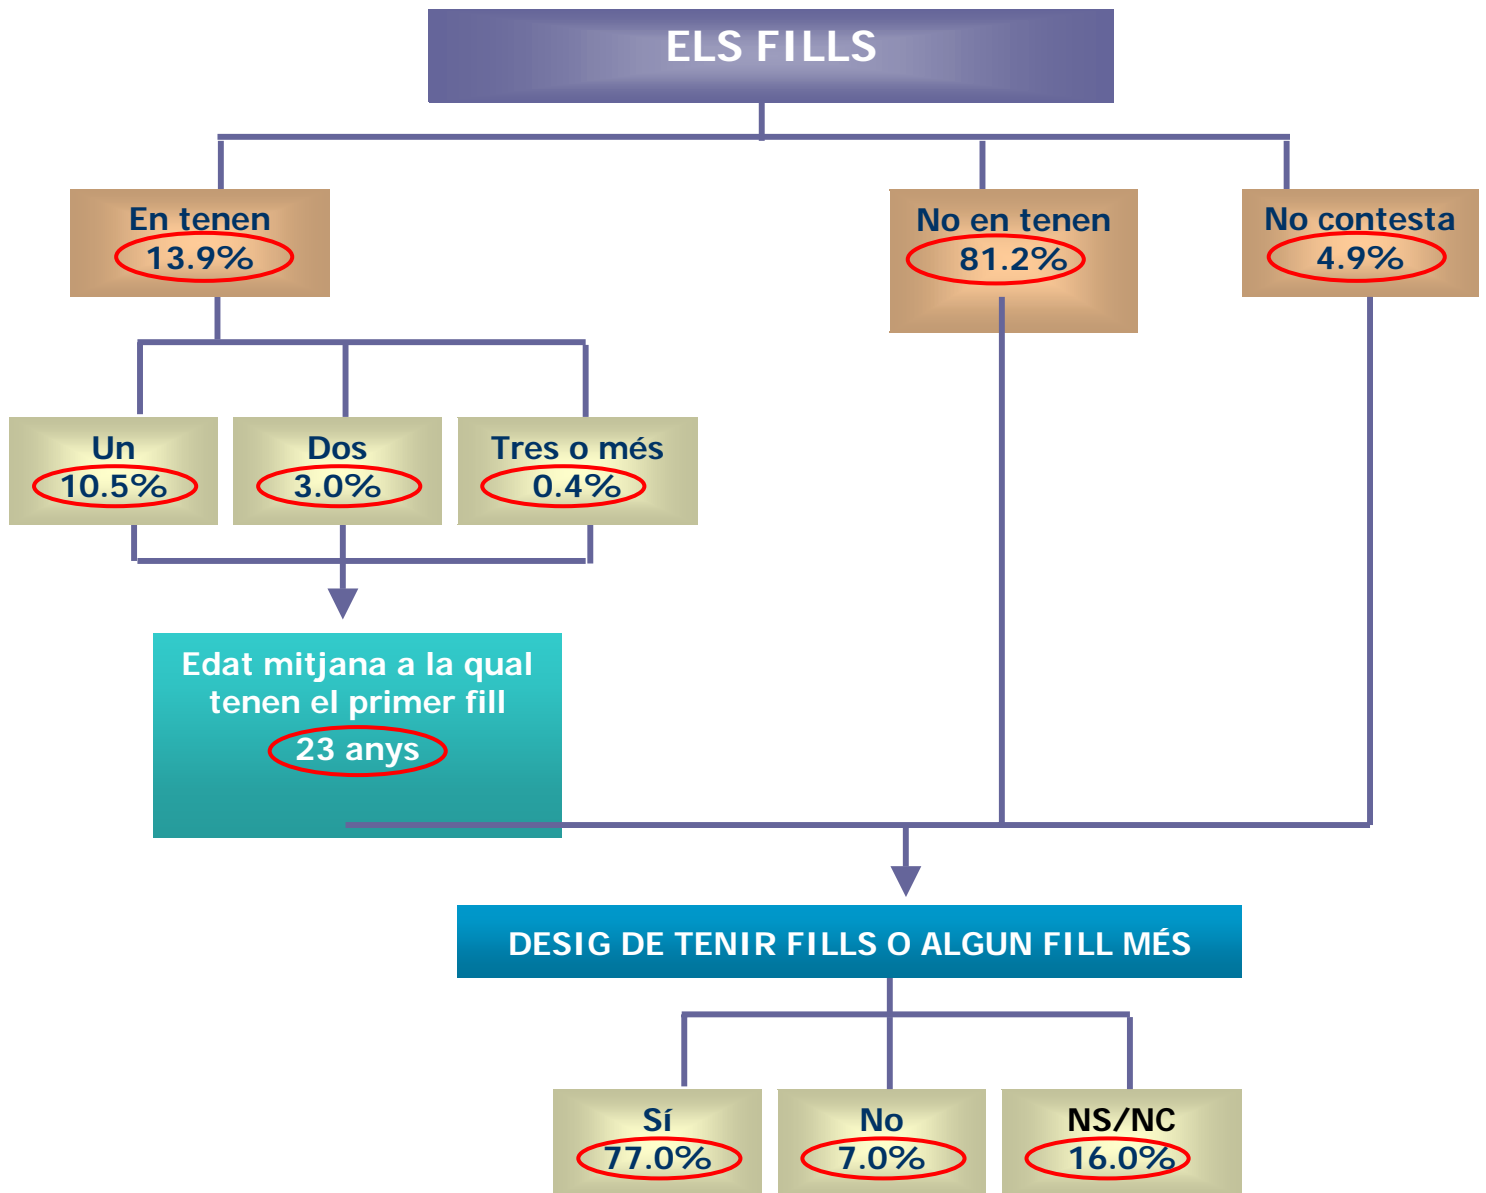 ELS FILLS
En tenen
13.9%
No en tenen
81.2%
No contesta
4.9%
Un
10.5%
Dos
3.0%
Tres o més
0.4%
Edat mitjana a la qual
tenen el primer fill
23 anys
DESIG DE TENIR FILLS O ALGUN FILL MÉS
Sí
77.0%
No
7.0%
NS/NC
16.0%